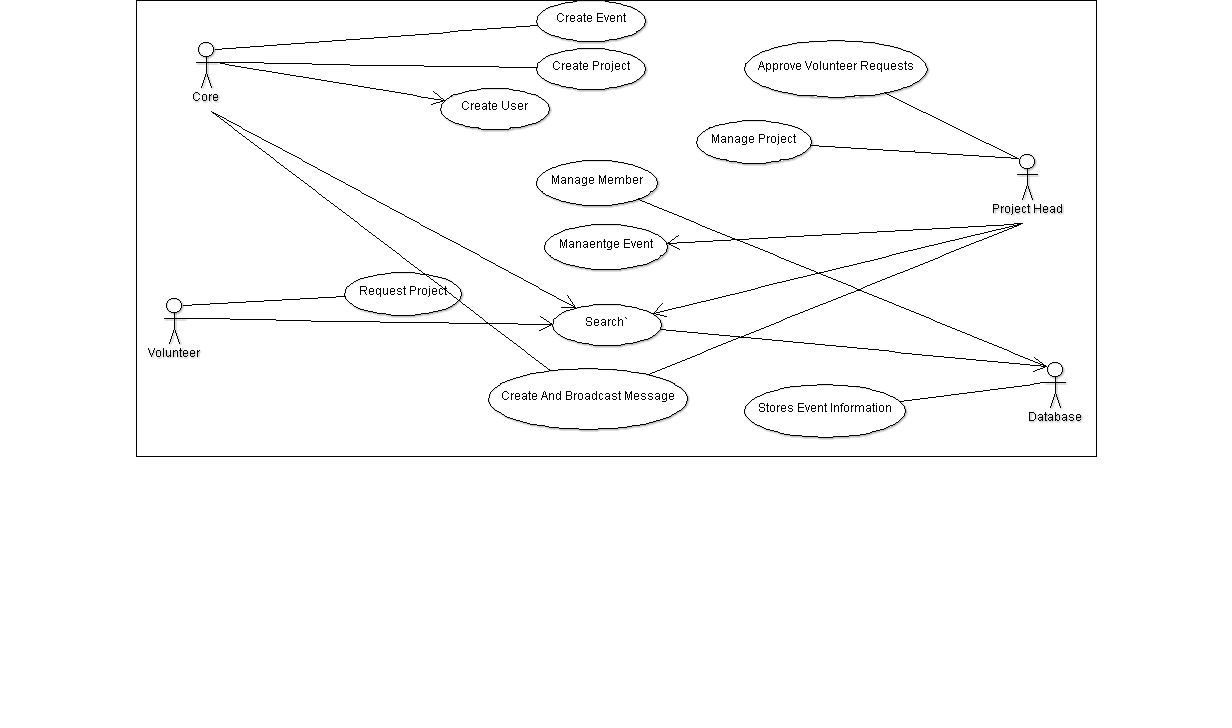 Create Event
Create Project
Approve Volunteer Requests
Core
Create User
Manage Project
Manage Member
Project Head
Manaentge Event
Request Project
Search`
Volunteer
Create And Broadcast Message
Stores Event Information
Database